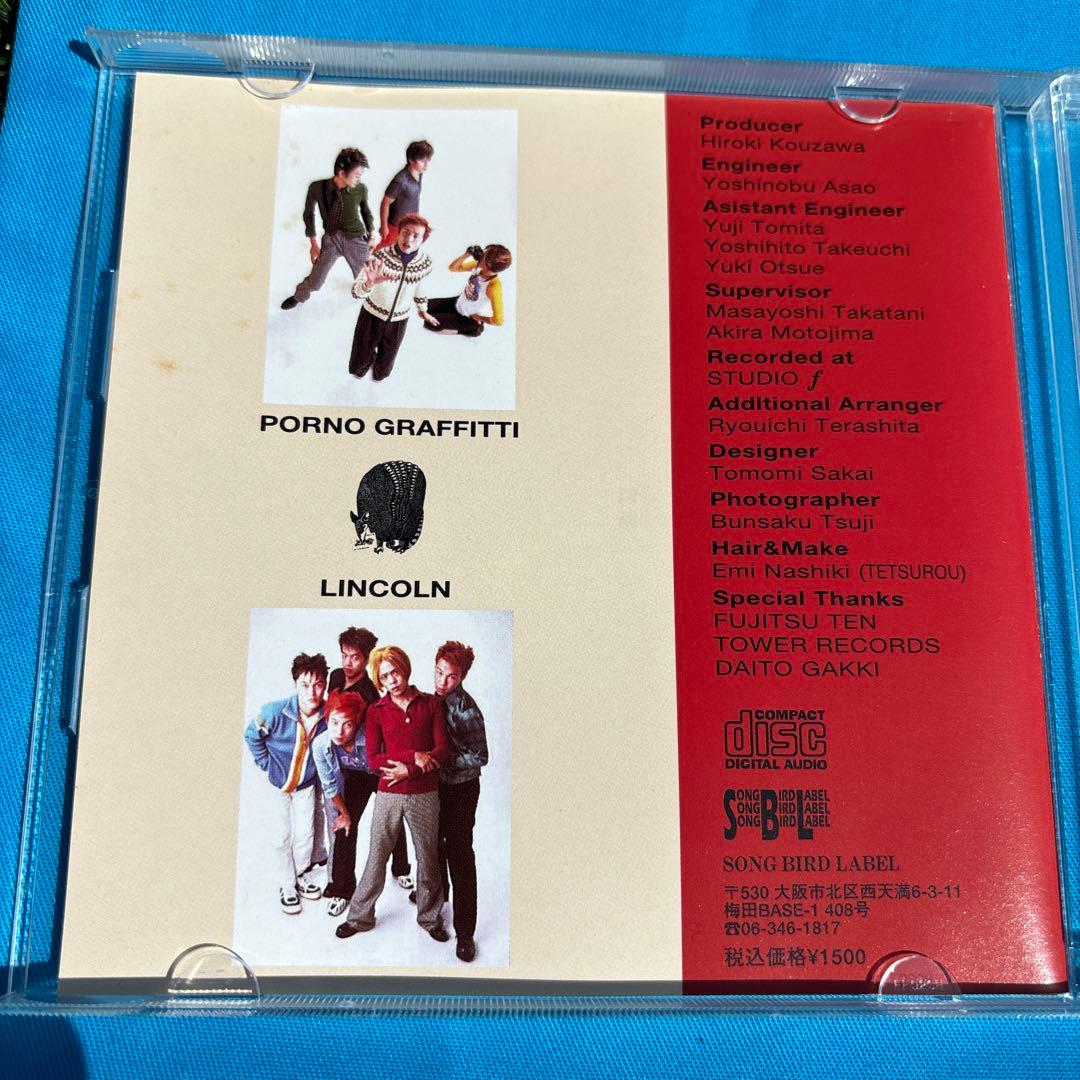 PORNO GRAFFITTI
LINCOLN
Producer
Hiroki Kouzawa
Engineer
Yoshinobu Asao
Asistant Engineer
Yuji Tomita
Yoshihito Takeuchi
Yuki Otsue
Supervisor
Masayoshi Takatani
Akira Motojima
Recorded at
STUDIO f
AddItional Arranger
Ryouichi Terashita
Designer
Tomomi Sakai
Photographer
Bunsaku Tsuji
Hair&Make
Emi Nashiki (TETSUROU)
Special Thanks
FUJITSU TEN
TOWER RECORDS
DAITO GAKKI
COMPACT
disc
DIGITAL AUDIO
SONG BIRD LABEL
SONG BIRD LABEL
SONG BIRD LABEL
SONG BIRD LABEL
〒530 大阪市北区西天満6-3-11
梅田BASE-1 408号
☎06-346-1817
税込価格¥1500